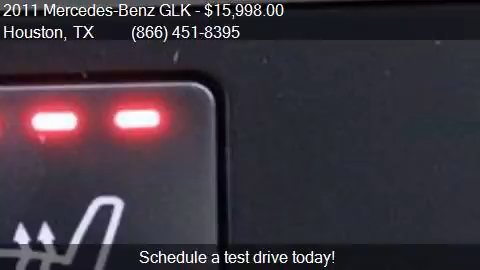 2011 Mercedes-Benz GLK - $15,998.00
Houston, TX (866) 451-8395
Schedule a test drive today!